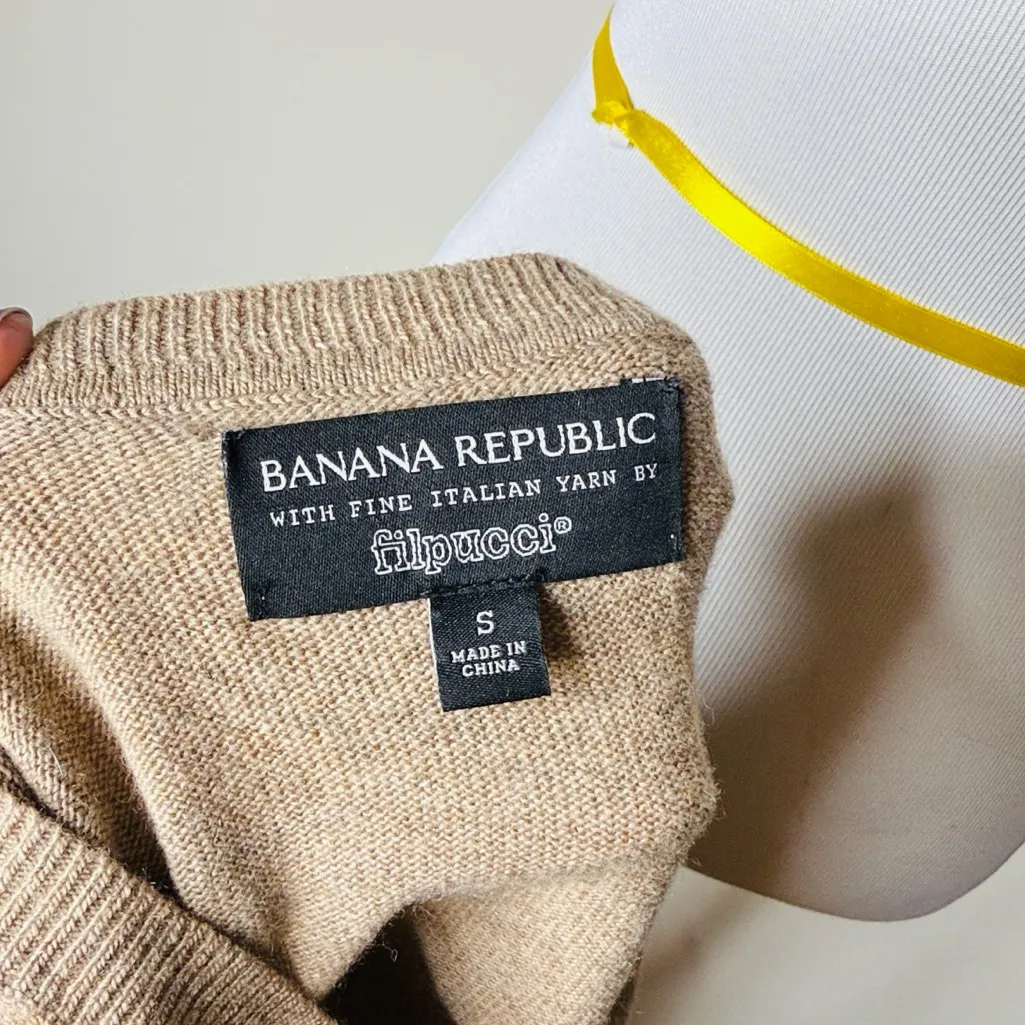 BANANA REPUBLIC
WITH FINE ITALIAN YARN BY
filpucci®
S
MADE IN
CHINA